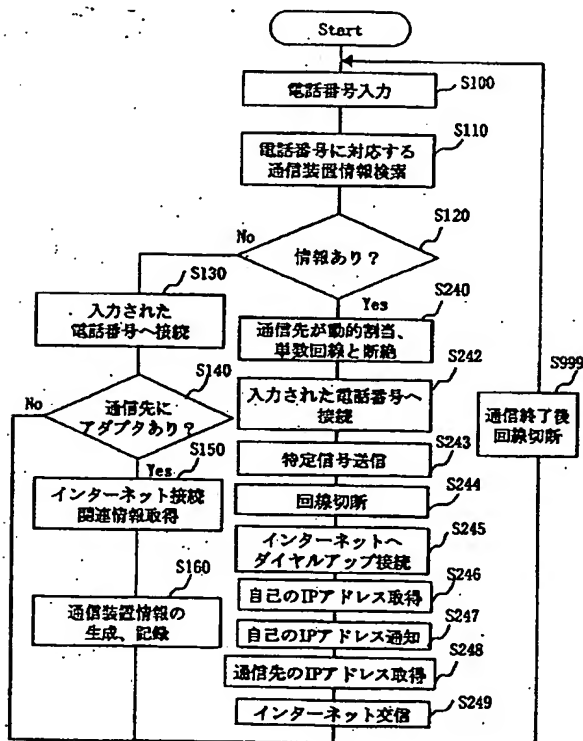 Start
電話番号入力
S100
電話番号に対応する
通信装置情報検索
S110
情報あり？
S120
No
Yes
S130
入力された
電話番号へ接続
S140
通信先に
アダプタあり？
No
Yes
S150
インターネット接続
関連情報取得
S160
通信装置情報の
生成、記録
S240
通信先が動的割当、
単数回線と断絶
S242
入力された電話番号へ
接続
S243
特定信号送信
S244
回線切断
S245
インターネットへ
ダイヤルアップ接続
S246
自己のIPアドレス取得
S247
自己のIPアドレス通知
S248
通信先のIPアドレス取得
S249
インターネット交信
S999
通信終了後
回線切断